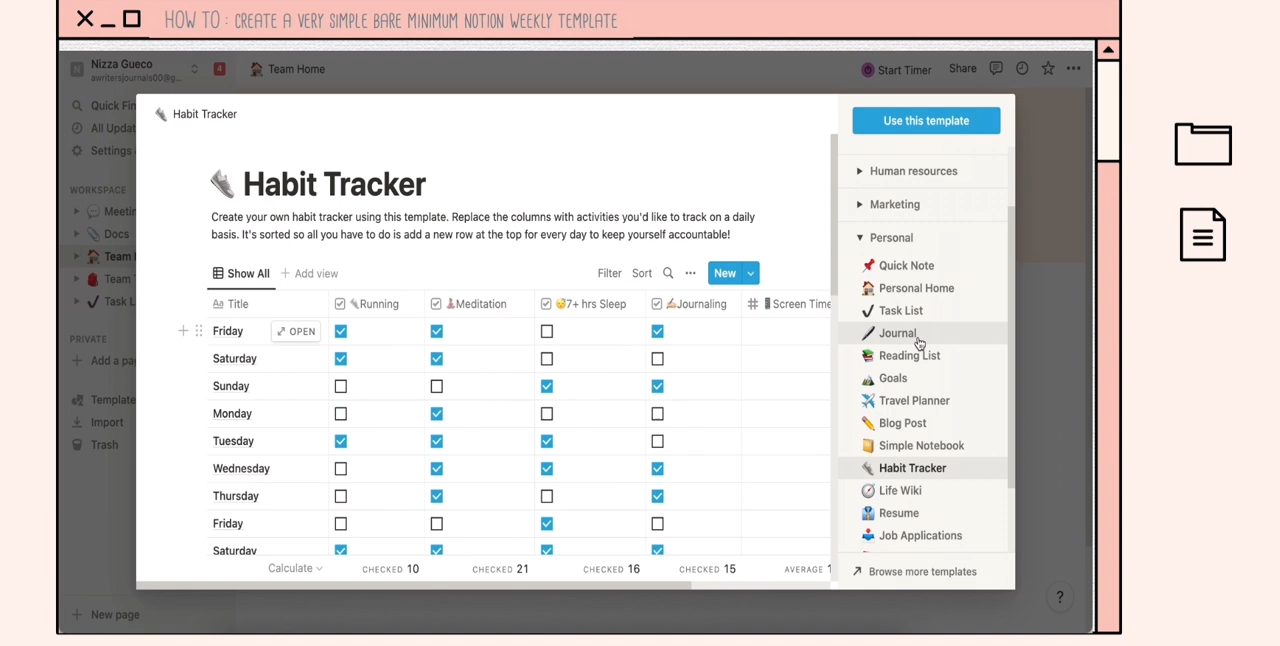 HOW TO : CREATE A VERY SIMPLE BARE MINIMUM NOTION WEEKLY TEMPLATE
N Nizza Gueco
awritersjournals00@g...
4
Team Home
Start Timer
Share
Quick Fin
All Updat
Settings
WORKSPACE
Meetin
Docs
Team
Team
Task L
PRIVATE
Add a pa
Template
Import
Trash
New page
Habit Tracker
Habit Tracker
Create your own habit tracker using this template. Replace the columns with activities you'd like to track on a daily
basis. It's sorted so all you have to do is add a new row at the top for every day to keep yourself accountable!
Show All + Add view Filter Sort New
Aa Title Running Meditation 7+ hrs Sleep Journaling # Screen Time
Friday OPEN
Saturday
Sunday
Monday
Tuesday
Wednesday
Thursday
Friday
Saturday
Calculate CHECKED 10 CHECKED 21 CHECKED 16 CHECKED 15 AVERAGE 1
Use this template
Human resources
Marketing
Personal
Quick Note
Personal Home
Task List
Journal
Reading List
Goals
Travel Planner
Blog Post
Simple Notebook
Habit Tracker
Life Wiki
Resume
Job Applications
Browse more templates
?